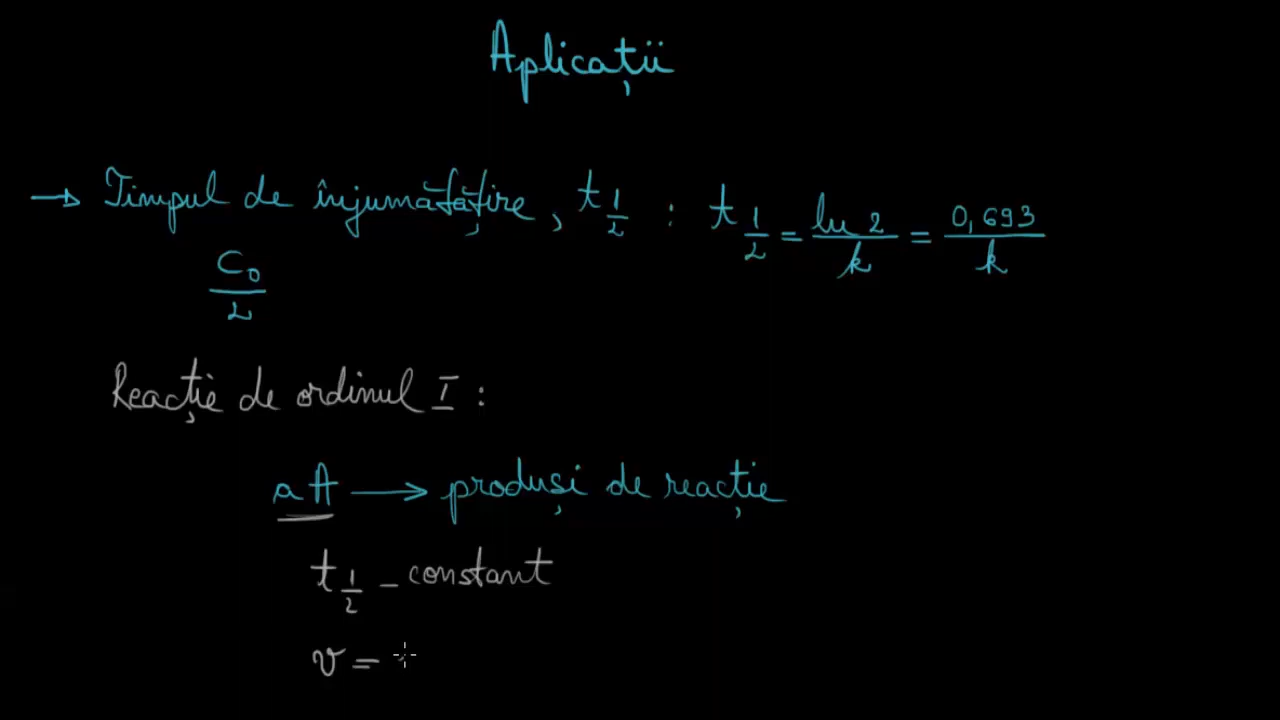 Aplicații
→ Timpul de înjumătățire, t 1/2 : t 1/2 = ln 2/k = 0,693/k
C₀/2
Reacție de ordinul I :
aA → produși de reacție
t 1/2 – constant
v =